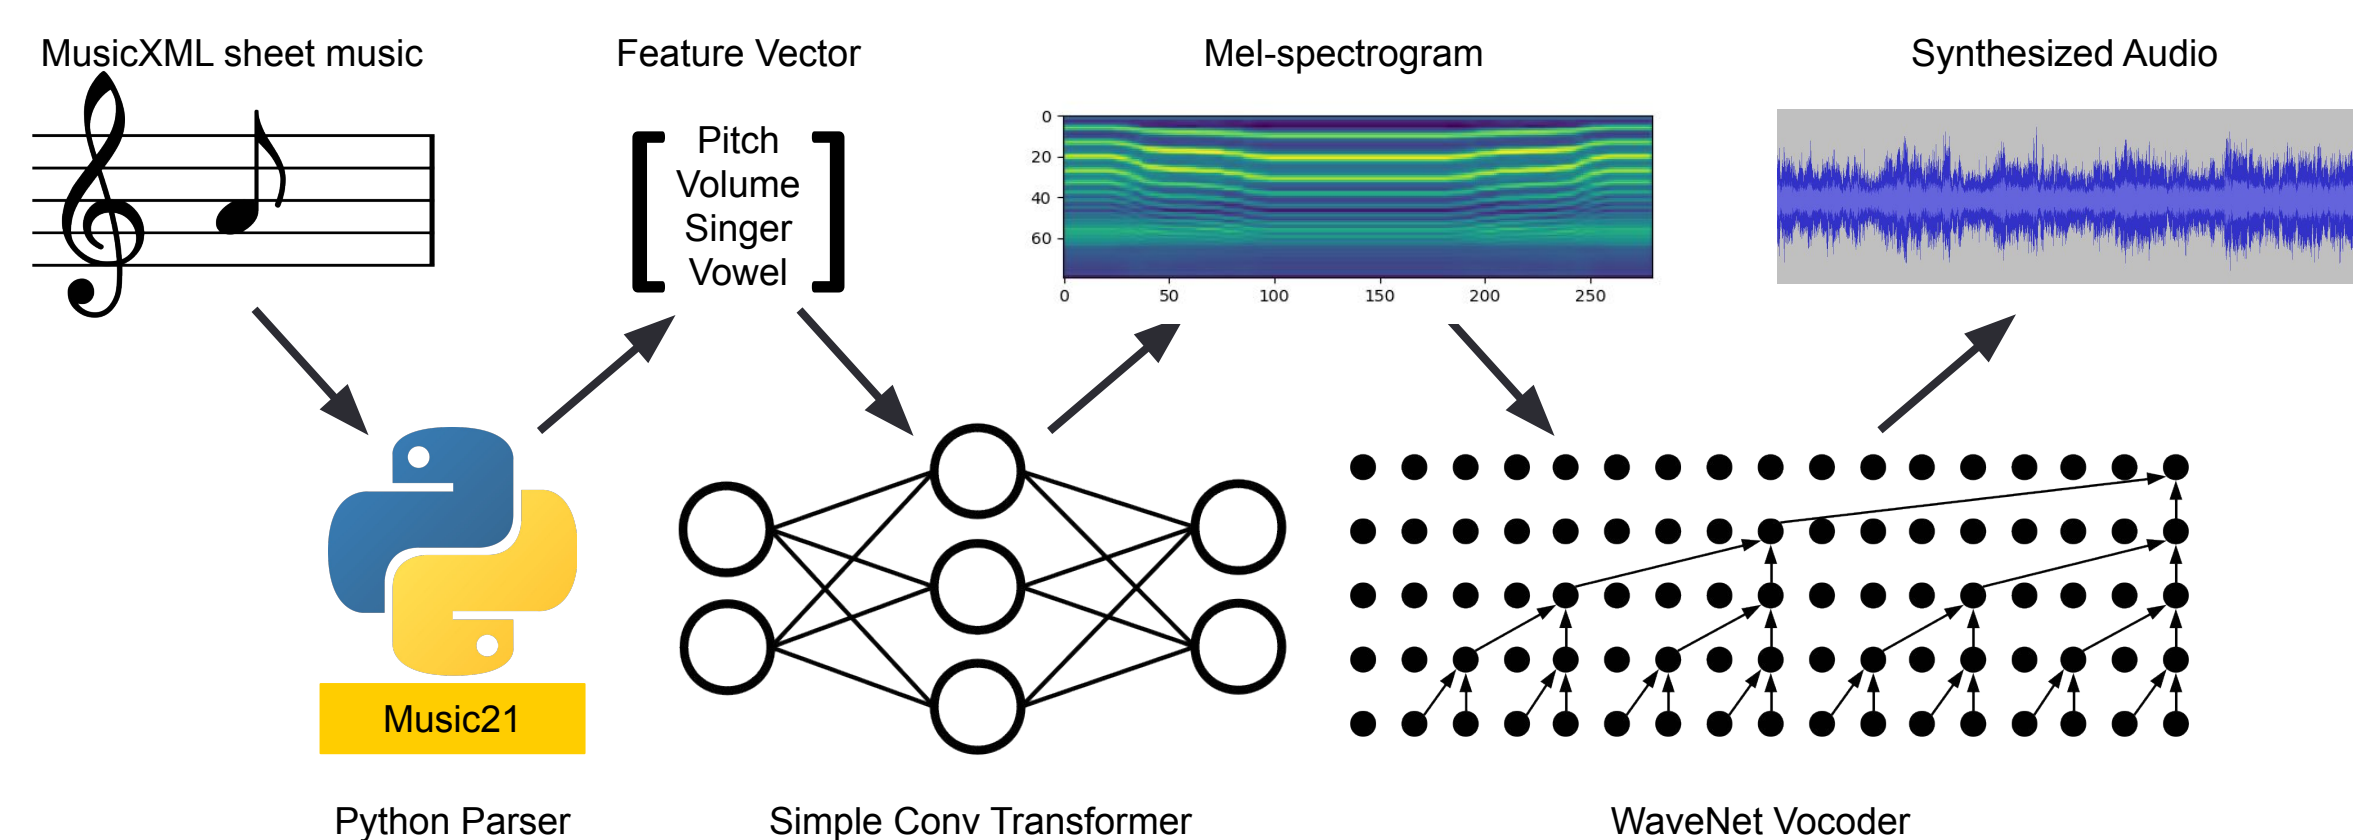 MusicXML sheet music
Feature Vector
Mel-spectrogram
Synthesized Audio
Pitch
Volume
Singer
Vowel
0
20
40
60
0 50 100 150 200 250
Music21
Python Parser
Simple Conv Transformer
WaveNet Vocoder